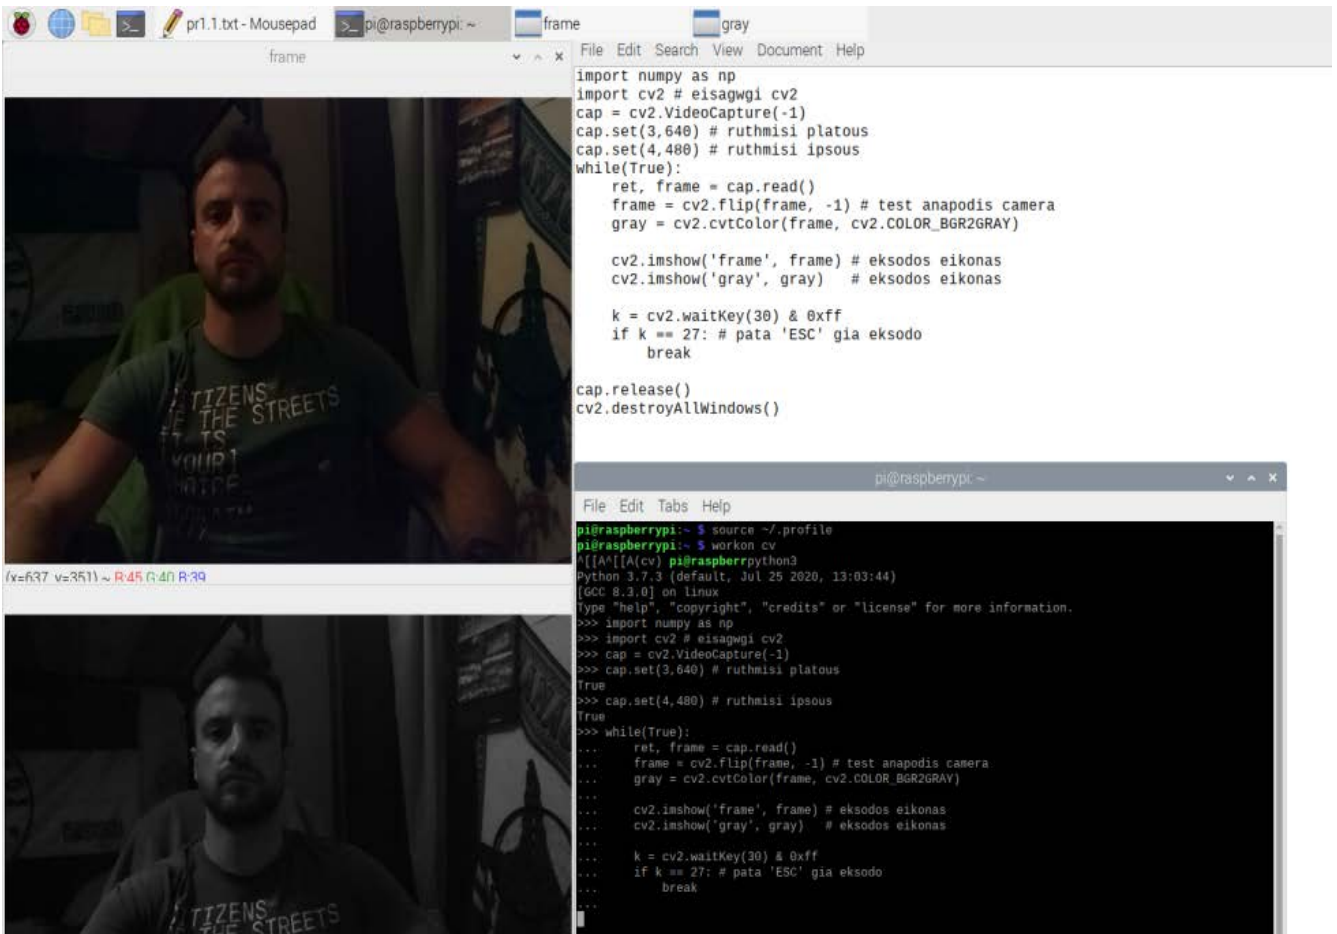 pr1.1.txt - Mousepad
pi@raspberrypi: ~
frame
gray
frame
File Edit Search View Document Help
import numpy as np
import cv2 # eisagwgi cv2
cap = cv2.VideoCapture(-1)
cap.set(3,640) # ruthmisi platous
cap.set(4,480) # ruthmisi ipsous
while(True):
    ret, frame = cap.read()
    frame = cv2.flip(frame, -1) # test anapodis camera
    gray = cv2.cvtColor(frame, cv2.COLOR_BGR2GRAY)
    cv2.imshow('frame', frame) # eksodos eikonas
    cv2.imshow('gray', gray)   # eksodos eikonas
    k = cv2.waitKey(30) & 0xff
    if k == 27: # pata 'ESC' gia eksodo
        break
cap.release()
cv2.destroyAllWindows()
TIZENS
THE STREETS
IT IS
YOUR
(x=637, y=351) ~ R:45 G:40 B:39
TIZENS
THE STREETS
pi@raspberrypi: ~
File Edit Tabs Help
pi@raspberrypi:~ $ source ~/.profile
pi@raspberrypi:~ $ workon cv
^[[A^[[A(cv) pi@raspberrpython3
Python 3.7.3 (default, Jul 25 2020, 13:03:44)
[GCC 8.3.0] on linux
Type "help", "copyright", "credits" or "license" for more information.
>>> import numpy as np
>>> import cv2 # eisagwgi cv2
>>> cap = cv2.VideoCapture(-1)
>>> cap.set(3,640) # ruthmisi platous
True
>>> cap.set(4,480) # ruthmisi ipsous
True
>>> while(True):
...     ret, frame = cap.read()
...     frame = cv2.flip(frame, -1) # test anapodis camera
...     gray = cv2.cvtColor(frame, cv2.COLOR_BGR2GRAY)
...
...     cv2.imshow('frame', frame) # eksodos eikonas
...     cv2.imshow('gray', gray)   # eksodos eikonas
...
...     k = cv2.waitKey(30) & 0xff
...     if k == 27: # pata 'ESC' gia eksodo
...         break
...